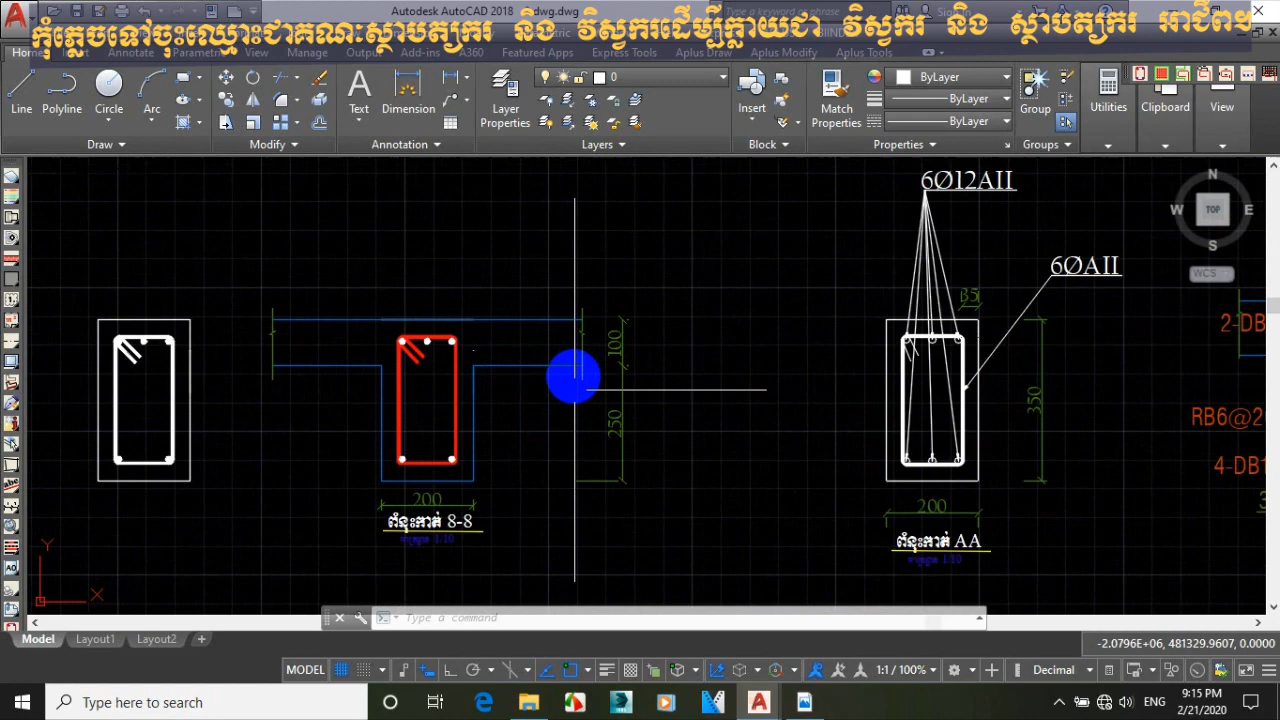 Autodesk AutoCAD 2018
dwg.dwg
កុំភ្លេចទៅចុះឈ្មោះជាគណៈស្ថាបត្យករ និង វិស្វករដើម្បីក្លាយជា វិស្វករ និង ស្ថាបត្យករ អាជីព
Annotate
View
Manage
Output
Add-ins
A360
Featured Apps
Express Tools
Aplus Draw
Aplus Modify
Aplus Tools
Line
Polyline
Circle
Arc
Text
Dimension
Layer Properties
0
Insert
Match Properties
ByLayer
ByLayer
ByLayer
Group
Utilities
Clipboard
View
Draw
Modify
Annotation
Layers
Block
Properties
Groups
6Ø12AII
6ØAII
N
W TOP E
S
WCS
B5
100
250
350
2-DB
RB6@2
4-DB1
200
200
ពំនុះកាត់ 8-8
ពំនុះកាត់ AA
Y
X
Type a command
Model Layout1 Layout2 +
-2.0796E+06, 481329.9607, 0.0000
MODEL
1:1 / 100%
Decimal
Type here to search
ENG
9:15 PM
2/21/2020